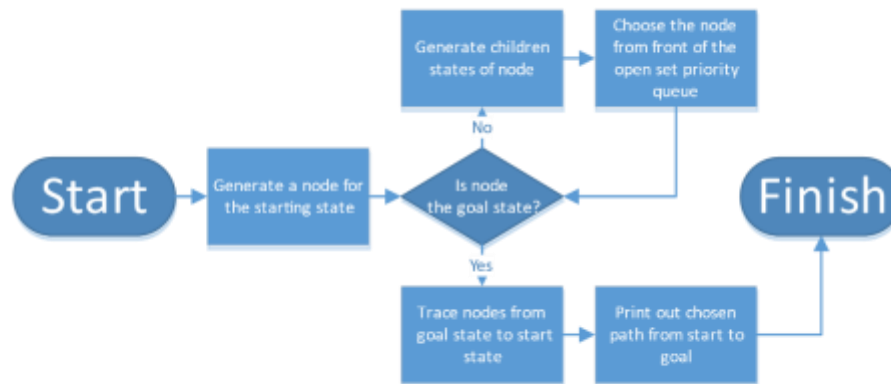 Generate children
states of node
Choose the node
from front of the
open set priority
queue
No
Start
Generate a node for
the starting state
Is node
the goal state?
Finish
Yes
Trace nodes from
goal state to start
state
Print out chosen
path from start to
goal